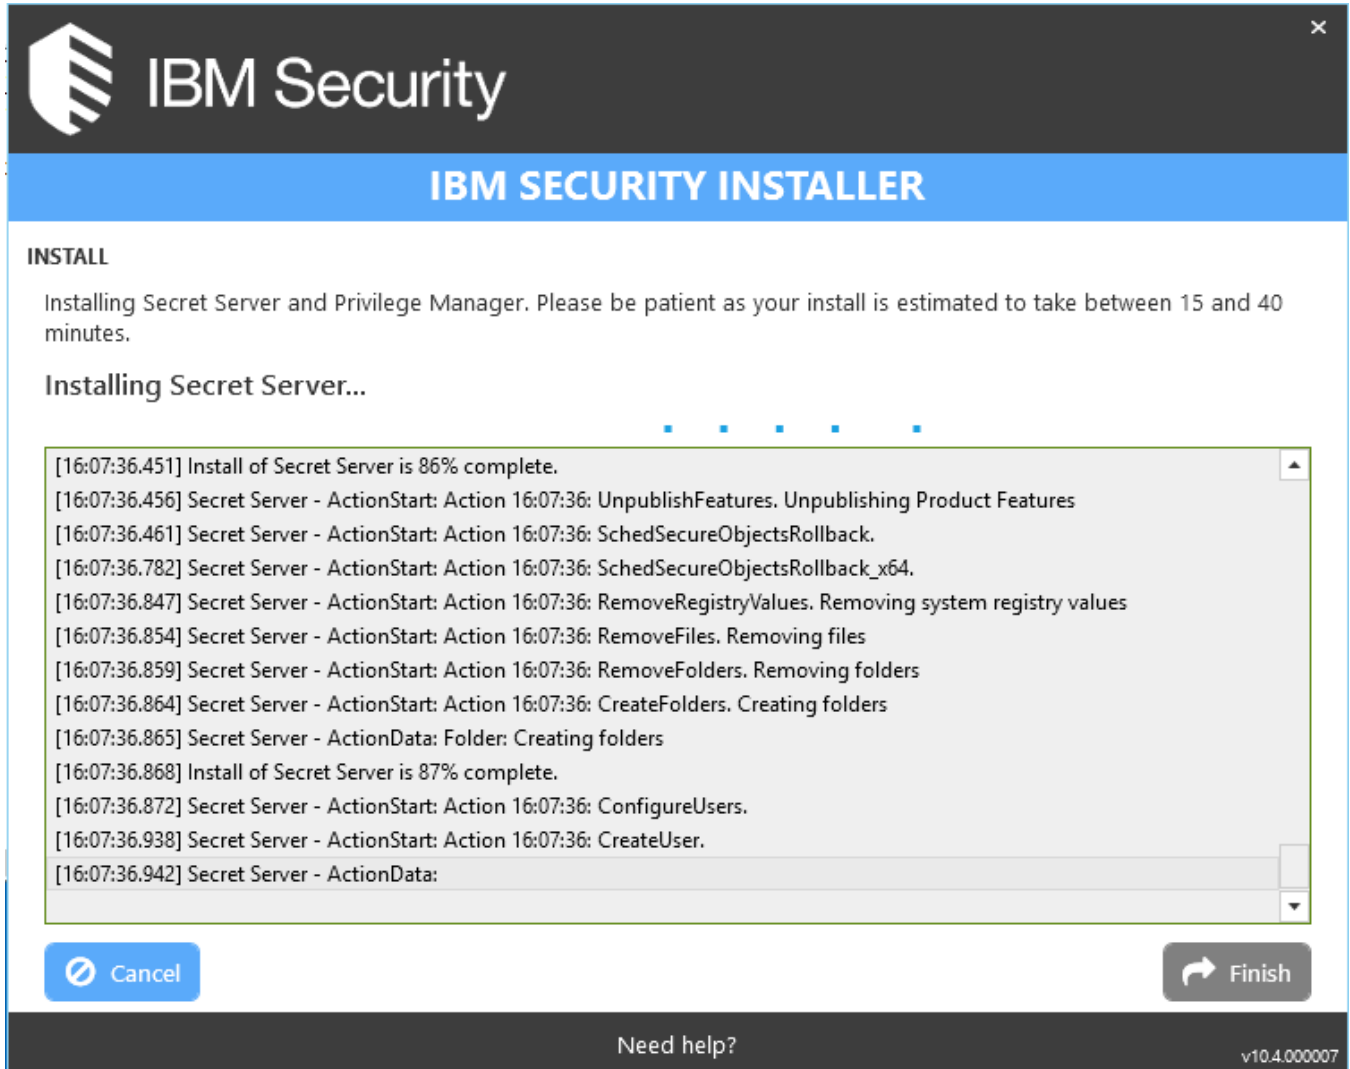 IBM Security
IBM SECURITY INSTALLER
INSTALL
Installing Secret Server and Privilege Manager. Please be patient as your install is estimated to take between 15 and 40
minutes.
Installing Secret Server...
[16:07:36.451] Install of Secret Server is 86% complete.
[16:07:36.456] Secret Server - ActionStart: Action 16:07:36: UnpublishFeatures. Unpublishing Product Features
[16:07:36.461] Secret Server - ActionStart: Action 16:07:36: SchedSecureObjectsRollback.
[16:07:36.782] Secret Server - ActionStart: Action 16:07:36: SchedSecureObjectsRollback_x64.
[16:07:36.847] Secret Server - ActionStart: Action 16:07:36: RemoveRegistryValues. Removing system registry values
[16:07:36.854] Secret Server - ActionStart: Action 16:07:36: RemoveFiles. Removing files
[16:07:36.859] Secret Server - ActionStart: Action 16:07:36: RemoveFolders. Removing folders
[16:07:36.864] Secret Server - ActionStart: Action 16:07:36: CreateFolders. Creating folders
[16:07:36.865] Secret Server - ActionData: Folder: Creating folders
[16:07:36.868] Install of Secret Server is 87% complete.
[16:07:36.872] Secret Server - ActionStart: Action 16:07:36: ConfigureUsers.
[16:07:36.938] Secret Server - ActionStart: Action 16:07:36: CreateUser.
[16:07:36.942] Secret Server - ActionData:
Cancel
Finish
Need help?
v10.4.000007